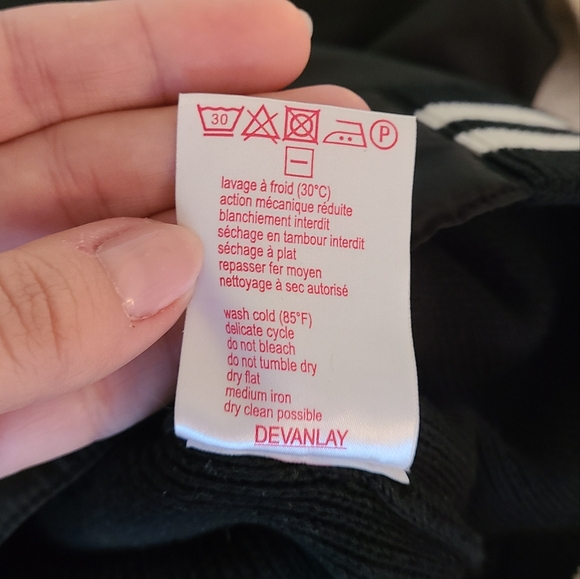 30 P
lavage à froid (30°C)
action mécanique réduite
blanchiement interdit
séchage en tambour interdit
séchage à plat
repasser fer moyen
nettoyage à sec autorisé
wash cold (85°F)
delicate cycle
do not bleach
do not tumble dry
dry flat
medium iron
dry clean possible
DEVANLAY